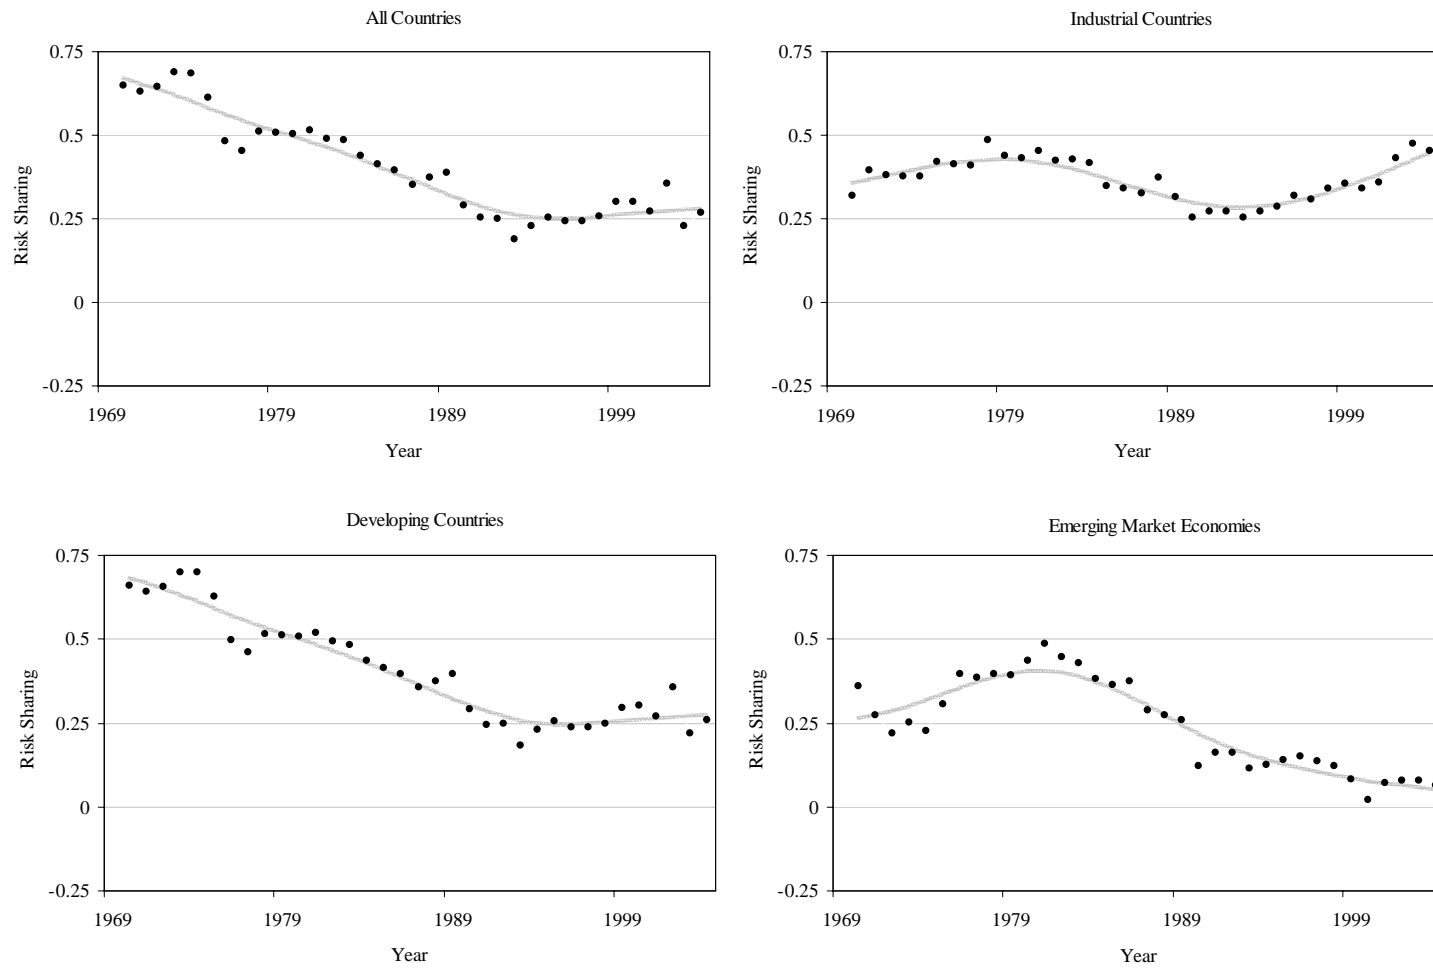 All Countries
0.75
0.5
0.25
0
-0.25
Risk Sharing
1969 1979 1989 1999
Year
Industrial Countries
0.75
0.5
0.25
0
-0.25
Risk Sharing
1969 1979 1989 1999
Year
Developing Countries
0.75
0.5
0.25
0
-0.25
Risk Sharing
1969 1979 1989 1999
Year
Emerging Market Economies
0.75
0.5
0.25
0
-0.25
Risk Sharing
1969 1979 1989 1999
Year